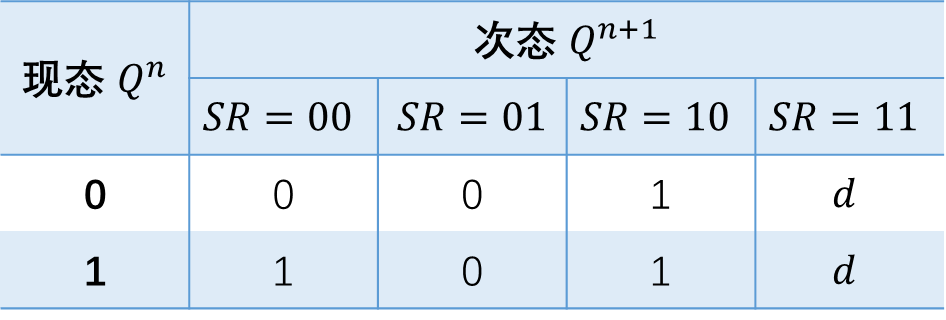 现态 Qⁿ 次态 Qⁿ⁺¹
SR = 00 SR = 01 SR = 10 SR = 11
0 0 0 1 d
1 1 0 1 d